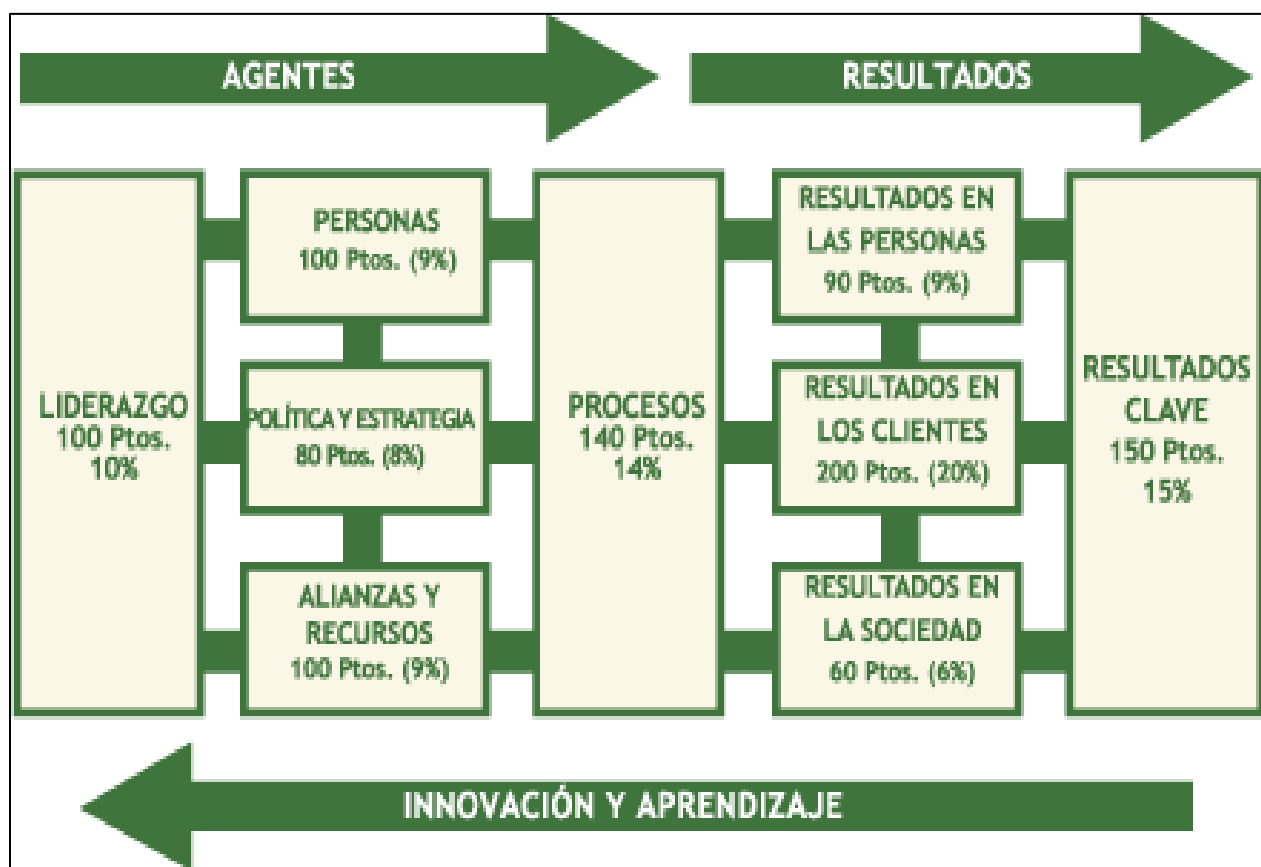 AGENTES
RESULTADOS
LIDERAZGO
100 Ptos.
10%
PERSONAS
100 Ptos. (9%)
POLÍTICA Y ESTRATEGIA
80 Ptos. (8%)
ALIANZAS Y
RECURSOS
100 Ptos. (9%)
PROCESOS
140 Ptos.
14%
RESULTADOS EN
LAS PERSONAS
90 Ptos. (9%)
RESULTADOS EN
LOS CLIENTES
200 Ptos. (20%)
RESULTADOS EN
LA SOCIEDAD
60 Ptos. (6%)
RESULTADOS
CLAVE
150 Ptos.
15%
INNOVACIÓN Y APRENDIZAJE